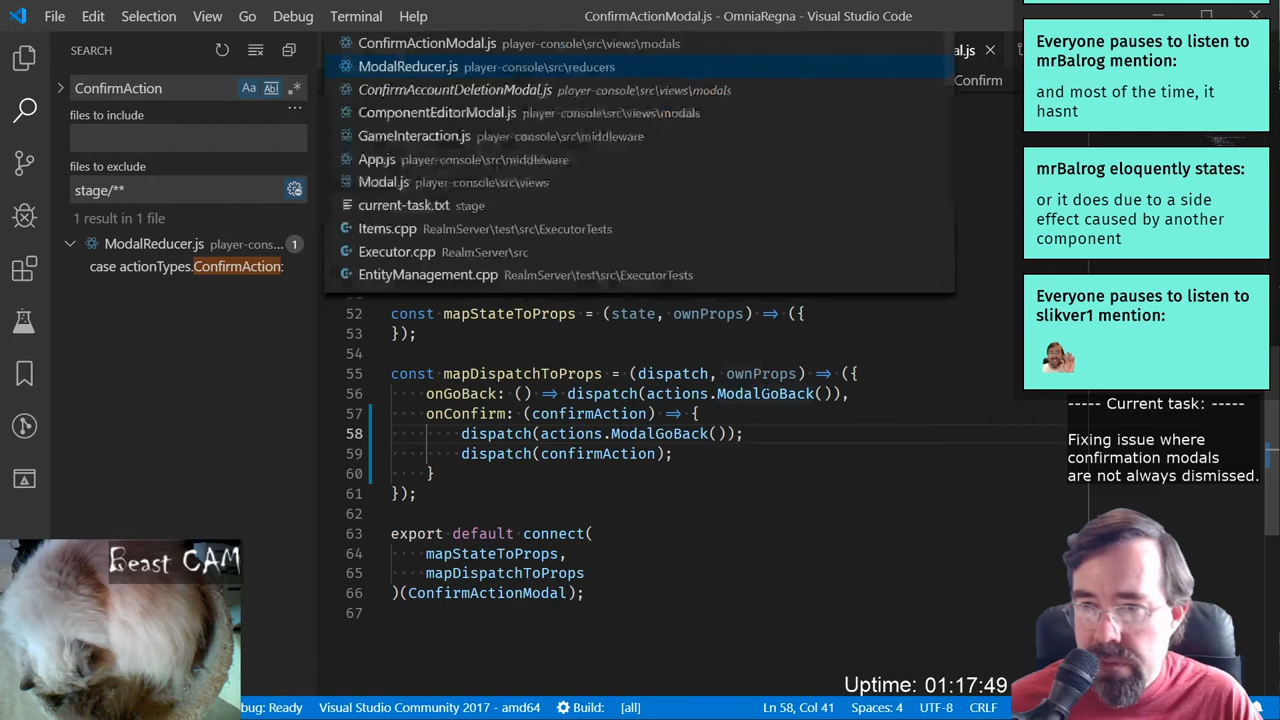 File Edit Selection View Go Debug Terminal Help
ConfirmActionModal.js - OmniaRegna - Visual Studio Code
SEARCH
ConfirmAction
Aa Abl .*
files to include
files to exclude
stage/**
1 result in 1 file
ModalReducer.js player-cons... 1
case actionTypes.ConfirmAction:
ConfirmActionModal.js player-console\src\views\modals
ModalReducer.js player-console\src\reducers
ConfirmAccountDeletionModal.js player-console\src\views\modals
ComponentEditorModal.js player-console\src\views\modals
GameInteraction.js player-console\src\middleware
App.js player-console\src\middleware
Modal.js player-console\src\views
current-task.txt stage
Items.cpp RealmServer\test\src\ExecutorTests
Executor.cpp RealmServer\src
EntityManagement.cpp RealmServer\test\src\ExecutorTests
al.js
Confirm
52 const mapStateToProps = (state, ownProps) => ({
53 });
54
55 const mapDispatchToProps = (dispatch, ownProps) => ({
56 onGoBack: () => dispatch(actions.ModalGoBack()),
57 onConfirm: (confirmAction) => {
58 dispatch(actions.ModalGoBack());
59 dispatch(confirmAction);
60 }
61 });
62
63 export default connect(
64 mapStateToProps,
65 mapDispatchToProps
66 )(ConfirmActionModal);
67
Everyone pauses to listen to
mrBalrog mention:
and most of the time, it
hasnt
mrBalrog eloquently states:
or it does due to a side
effect caused by another
component
Everyone pauses to listen to
slikver1 mention:
----- Current task: -----
Fixing issue where
confirmation modals
are not always dismissed.
Beast CAM
Uptime: 01:17:49
bug: Ready Visual Studio Community 2017 - amd64 Build: [all] Ln 58, Col 41 Spaces: 4 UTF-8 CRLF